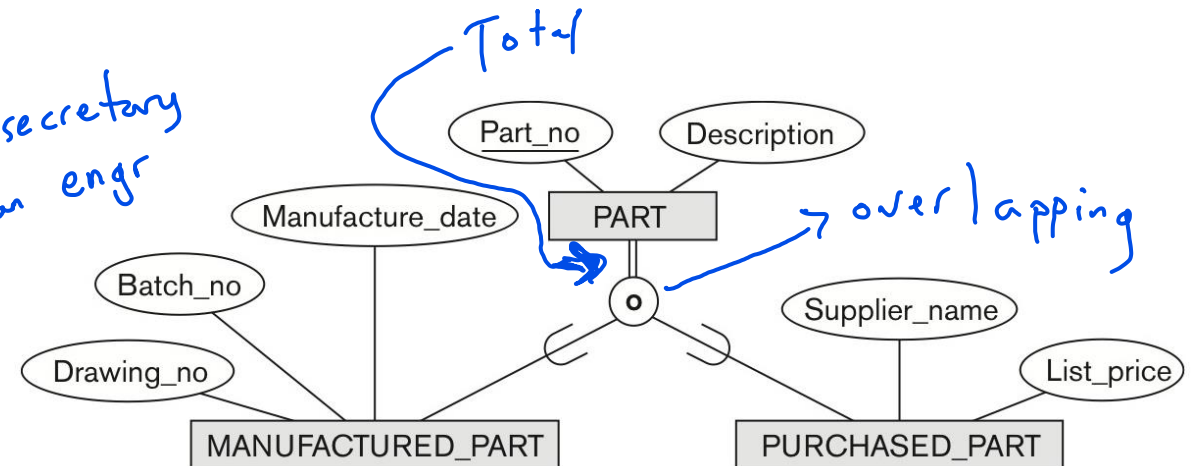 Total
secretary
engr
Part_no
Description
Manufacture_date
PART
overlapping
Batch_no
o
Supplier_name
Drawing_no
List_price
MANUFACTURED_PART
PURCHASED_PART